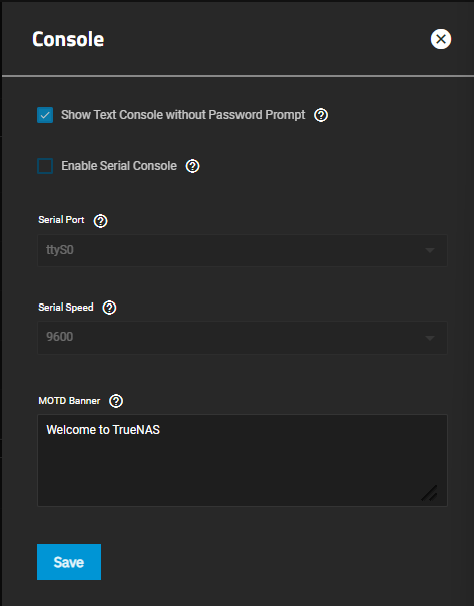 Console
Show Text Console without Password Prompt
Enable Serial Console
Serial Port
ttyS0
Serial Speed
9600
MOTD Banner
Welcome to TrueNAS
Save